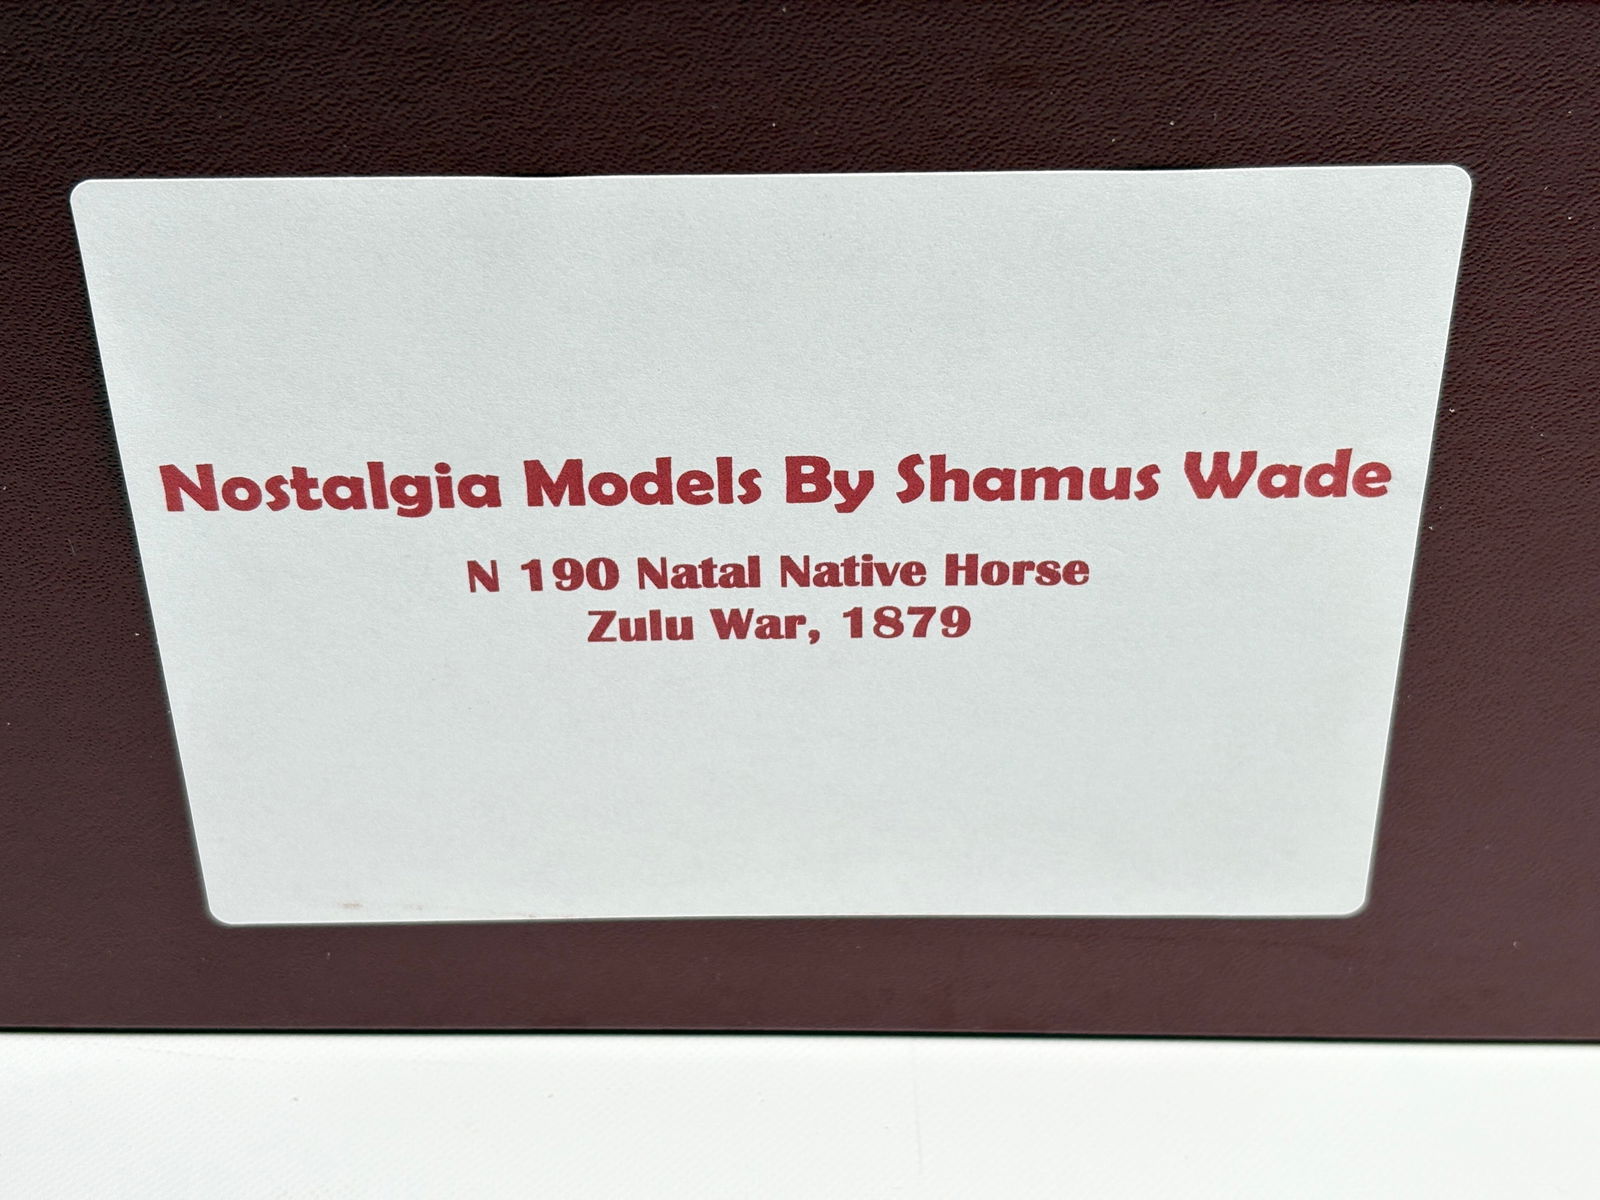 Nostalgia Models By Shamus Wade
N 190 Natal Native Horse
Zulu War, 1879